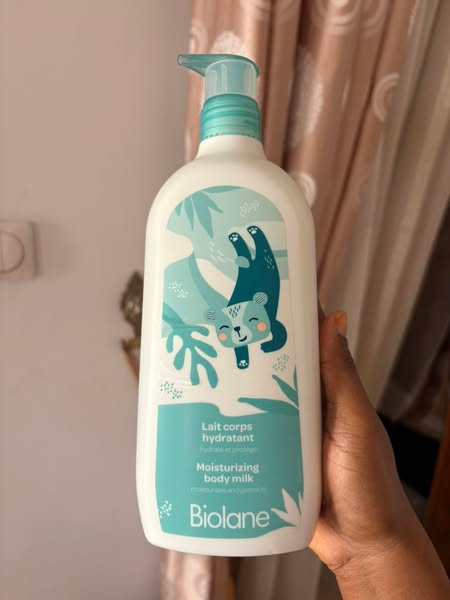 Lait corps
hydratant
hydrate et protège
Moisturizing
body milk
moisturizes and protects
Biolane